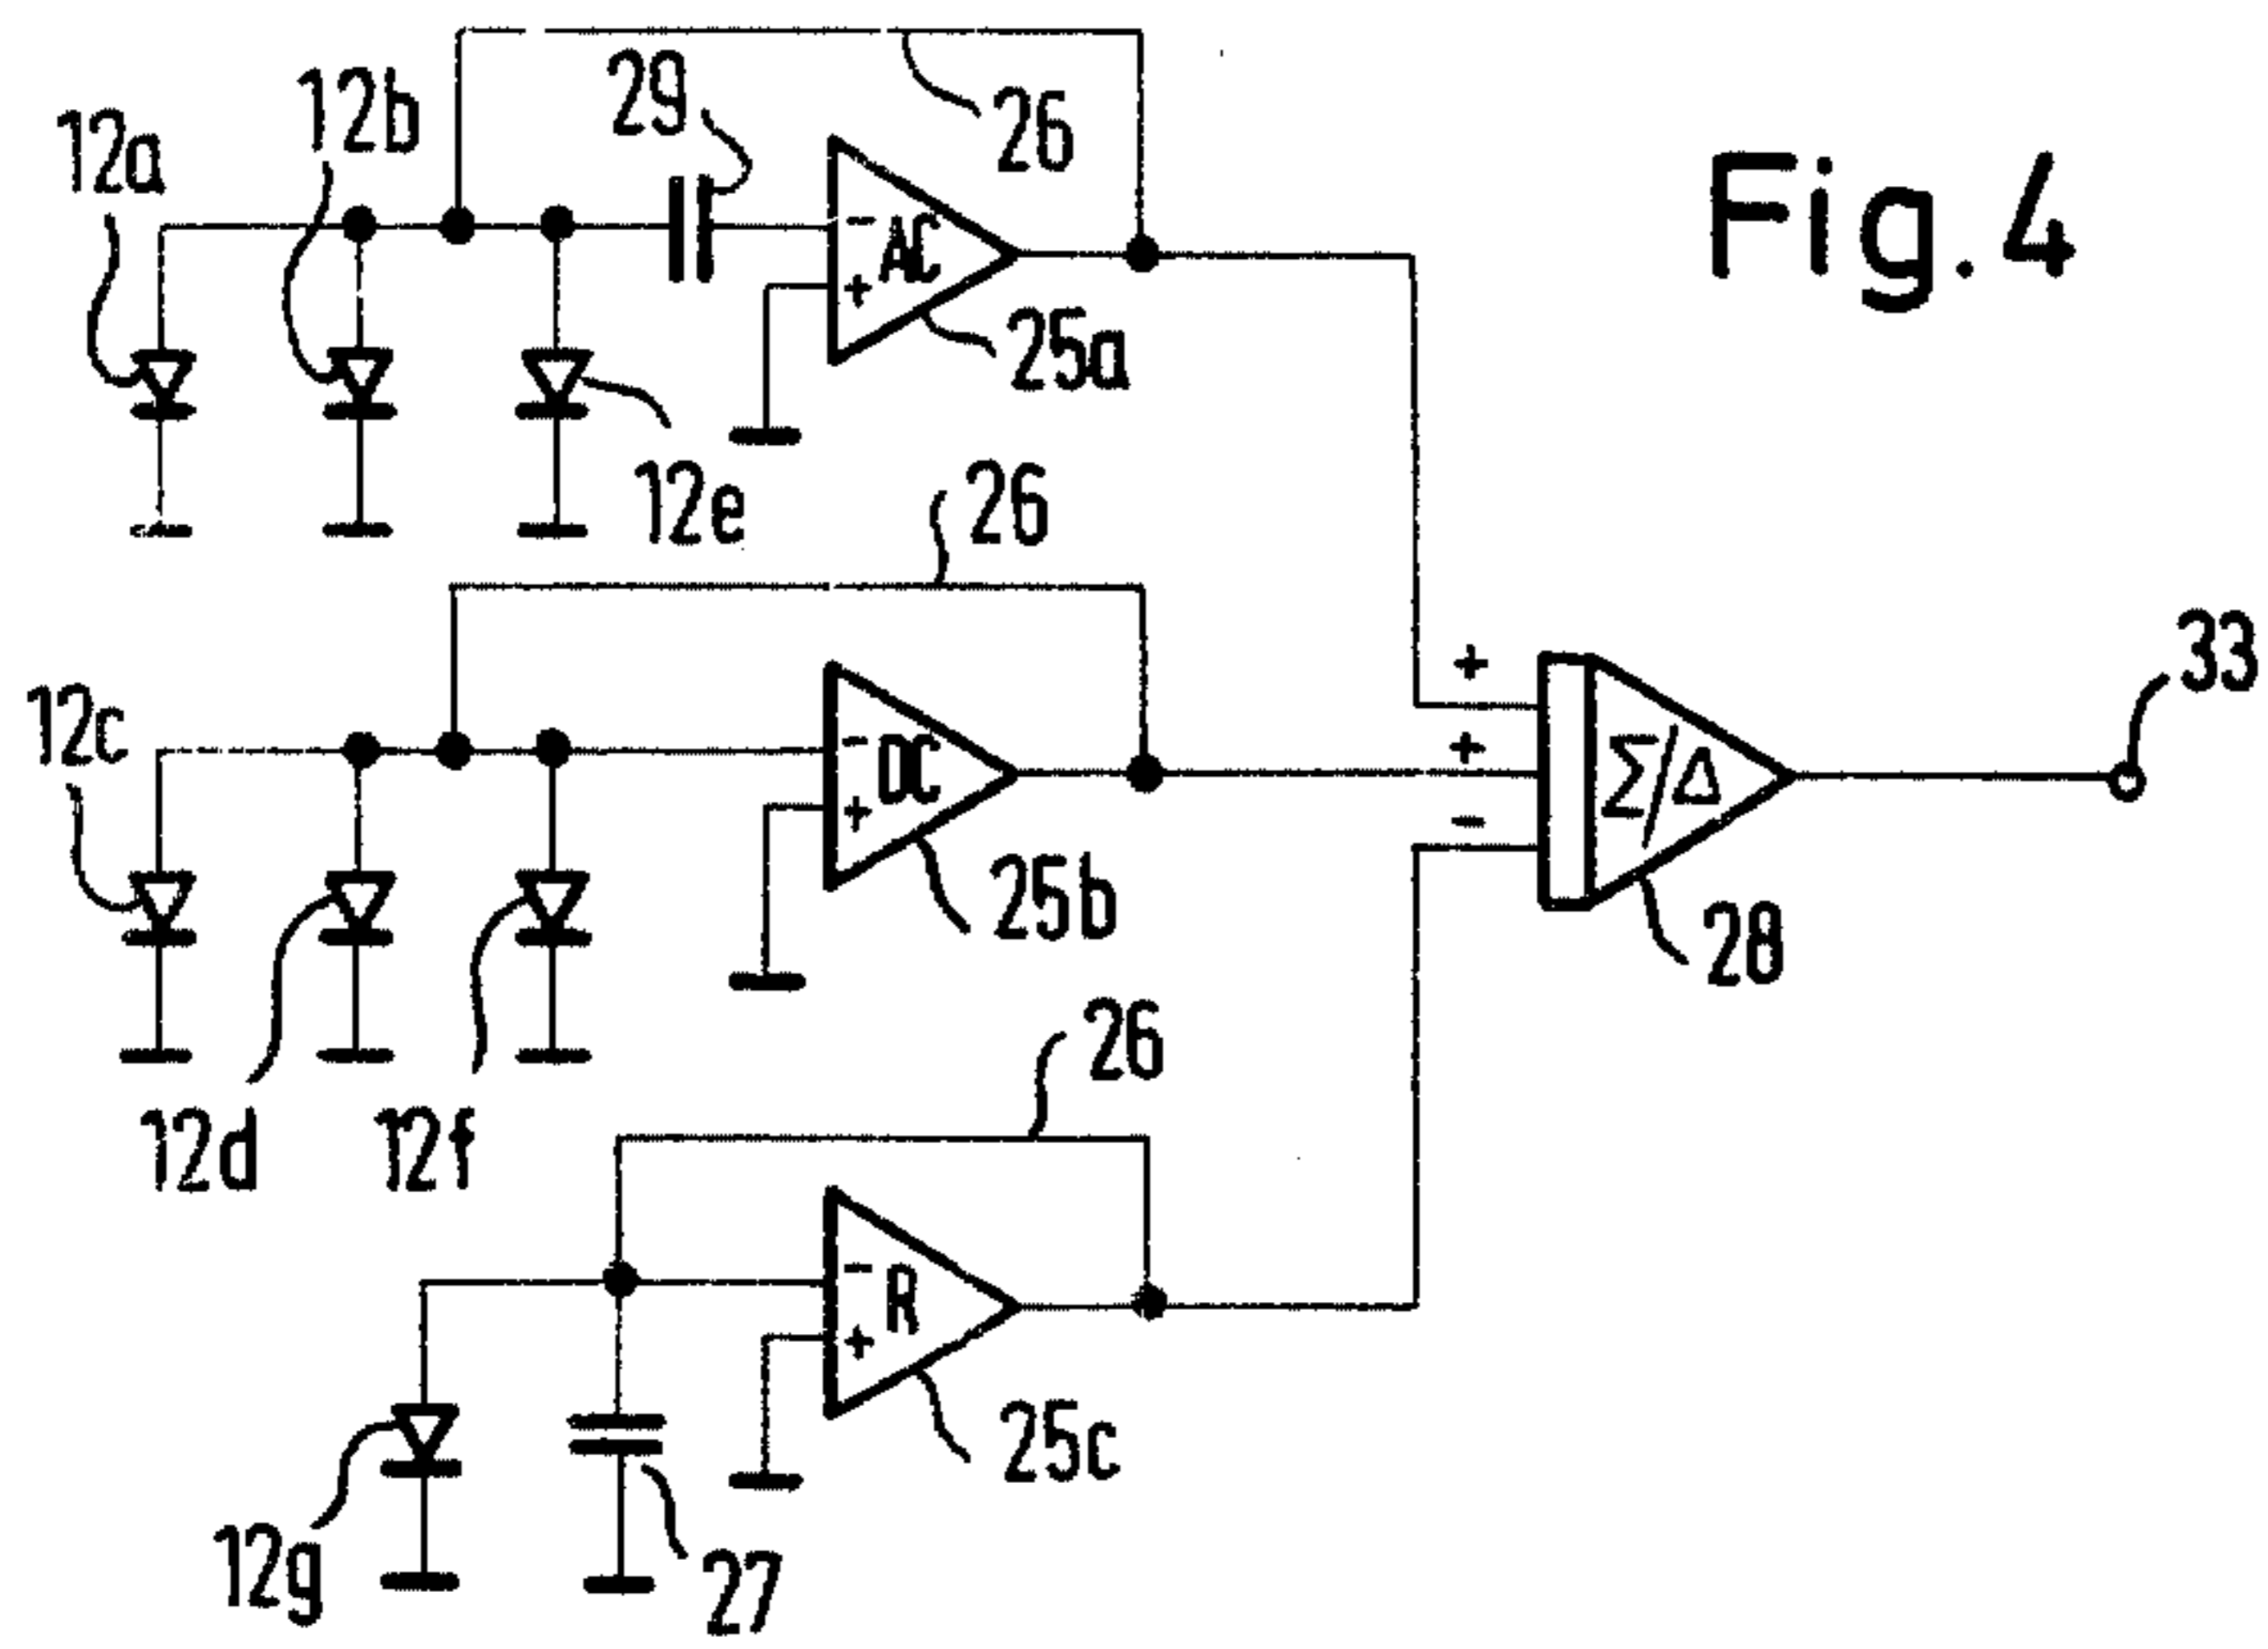 29
12b
26
12a
Fig.4
-
AC
+
25a
12e
26
+
33
12c
-
DC
+
+
Σ/Δ
-
25b
28
26
12d
12f
-
R
+
25c
12g
27